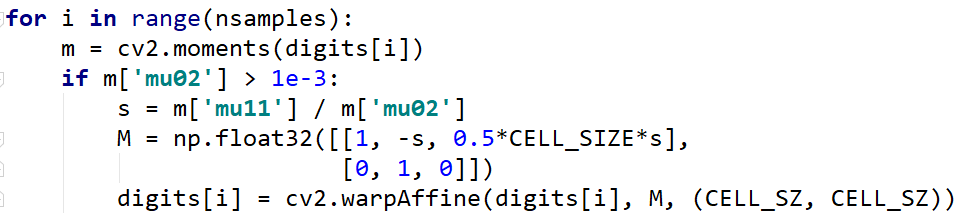 for i in range(nsamples):
    m = cv2.moments(digits[i])
    if m['mu02'] > 1e-3:
        s = m['mu11'] / m['mu02']
        M = np.float32([[1, -s, 0.5*CELL_SIZE*s],
                        [0, 1, 0]])
        digits[i] = cv2.warpAffine(digits[i], M, (CELL_SZ, CELL_SZ))